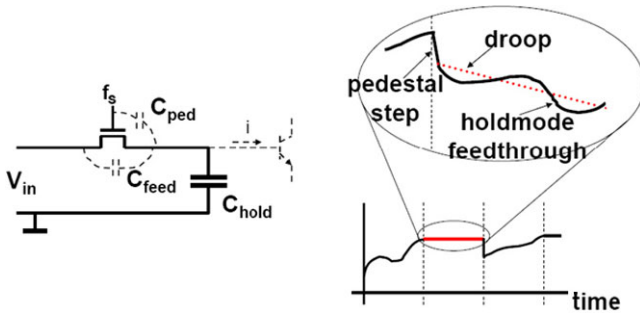 fs
Cped
i
Vin
Cfeed
Chold
droop
pedestal
step
holdmode
feedthrough
time